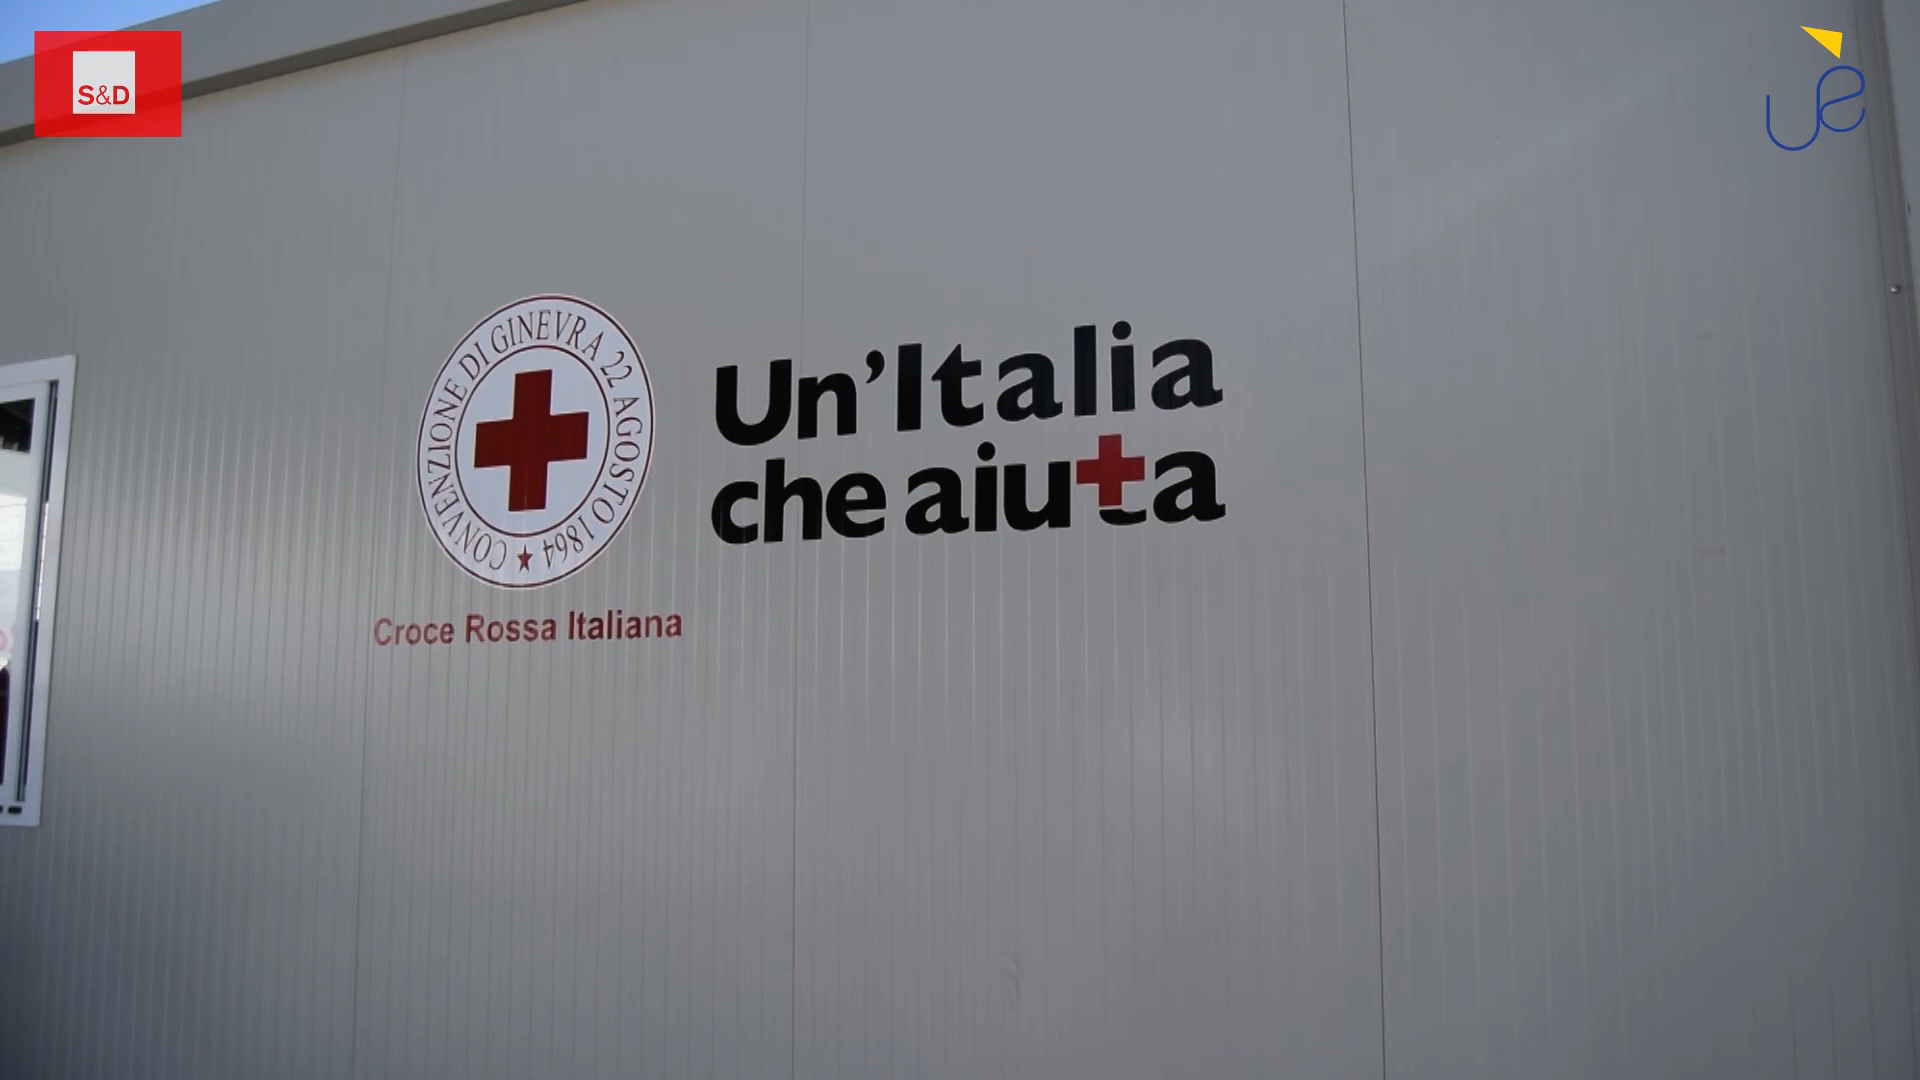 S&D
CONVENZIONE DI GINEVRA 22 AGOSTO 1864
Un'Italia
che aiuta
Croce Rossa Italiana